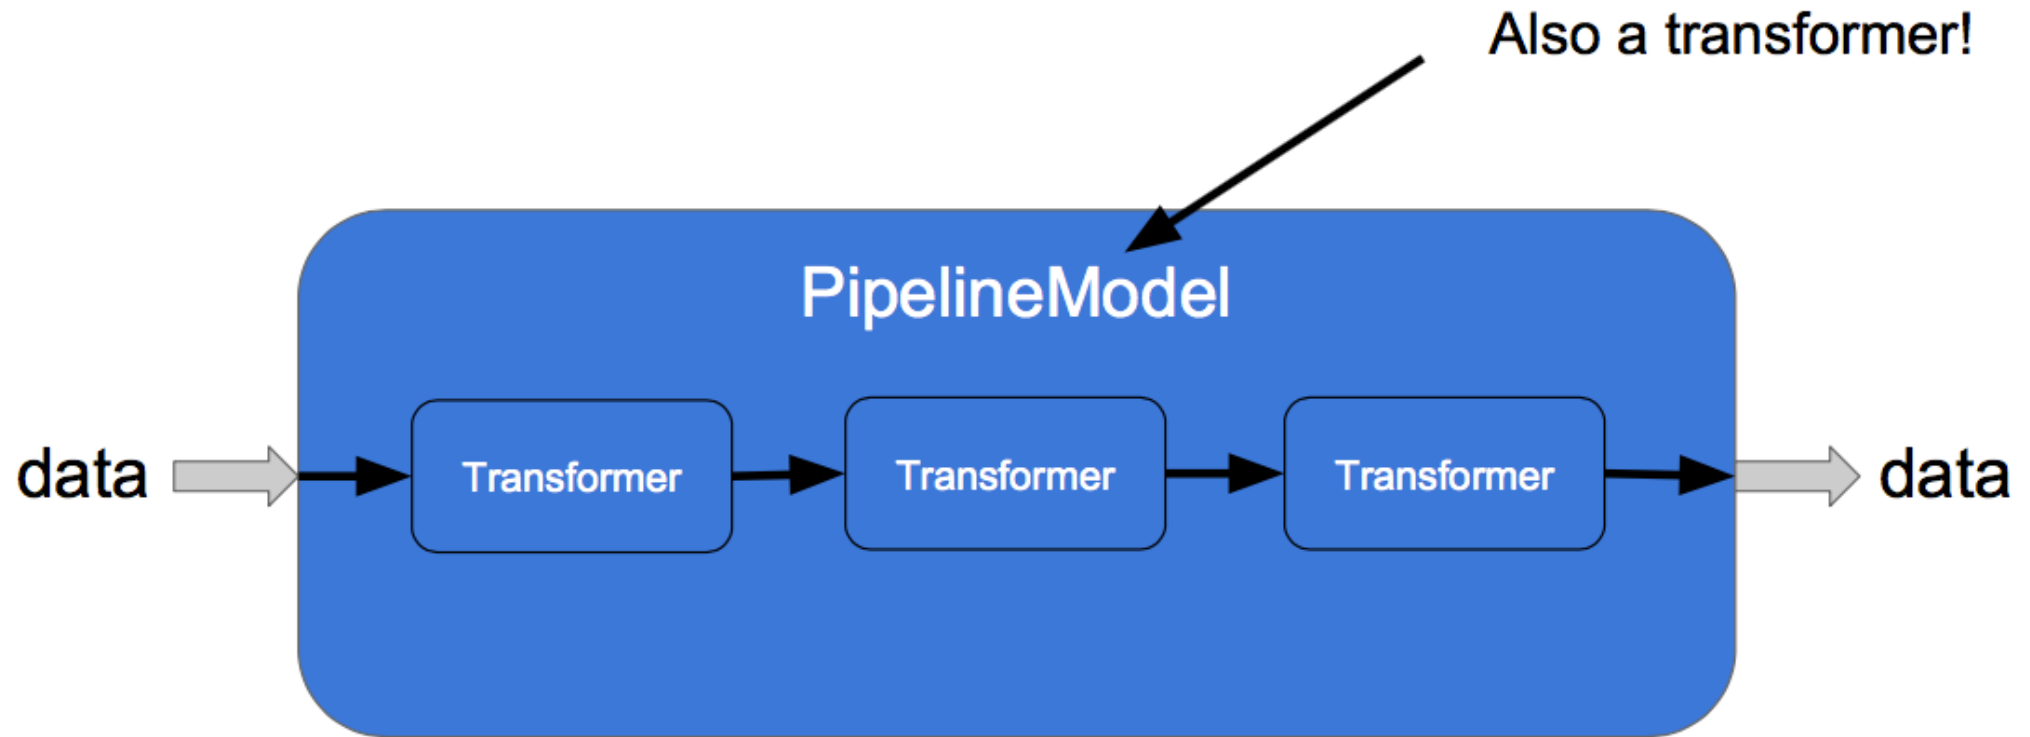 Also a transformer!
PipelineModel
data
Transformer
Transformer
Transformer
data